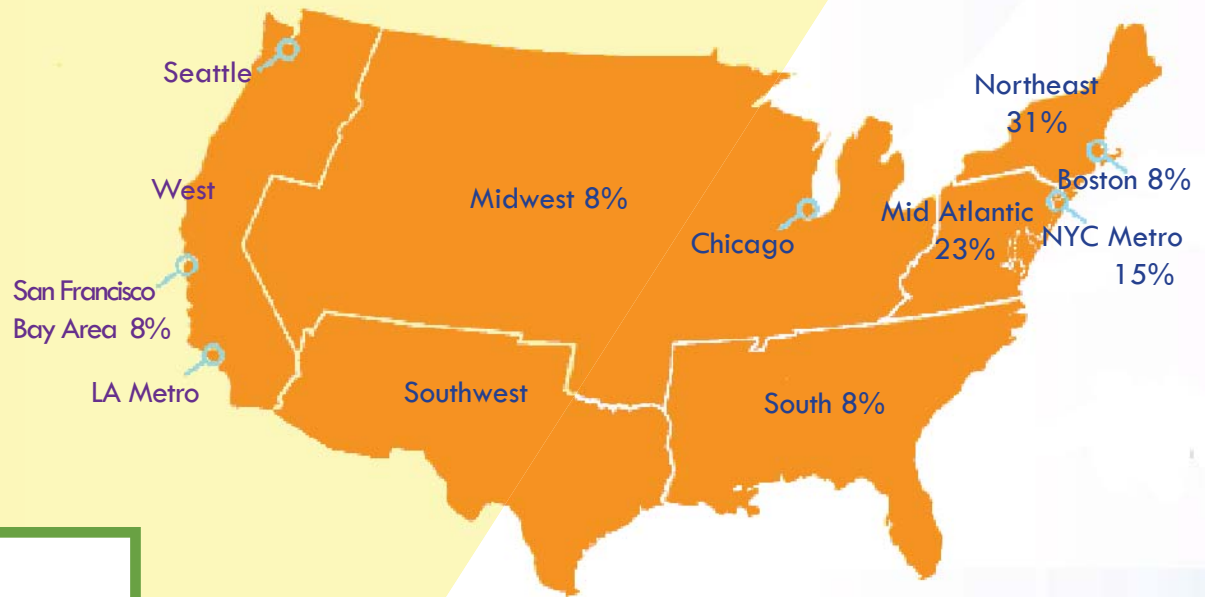 Seattle
Northeast
31%
West
Midwest 8%
Boston 8%
Mid Atlantic
23%
Chicago
NYC Metro
15%
San Francisco
Bay Area 8%
LA Metro
Southwest
South 8%